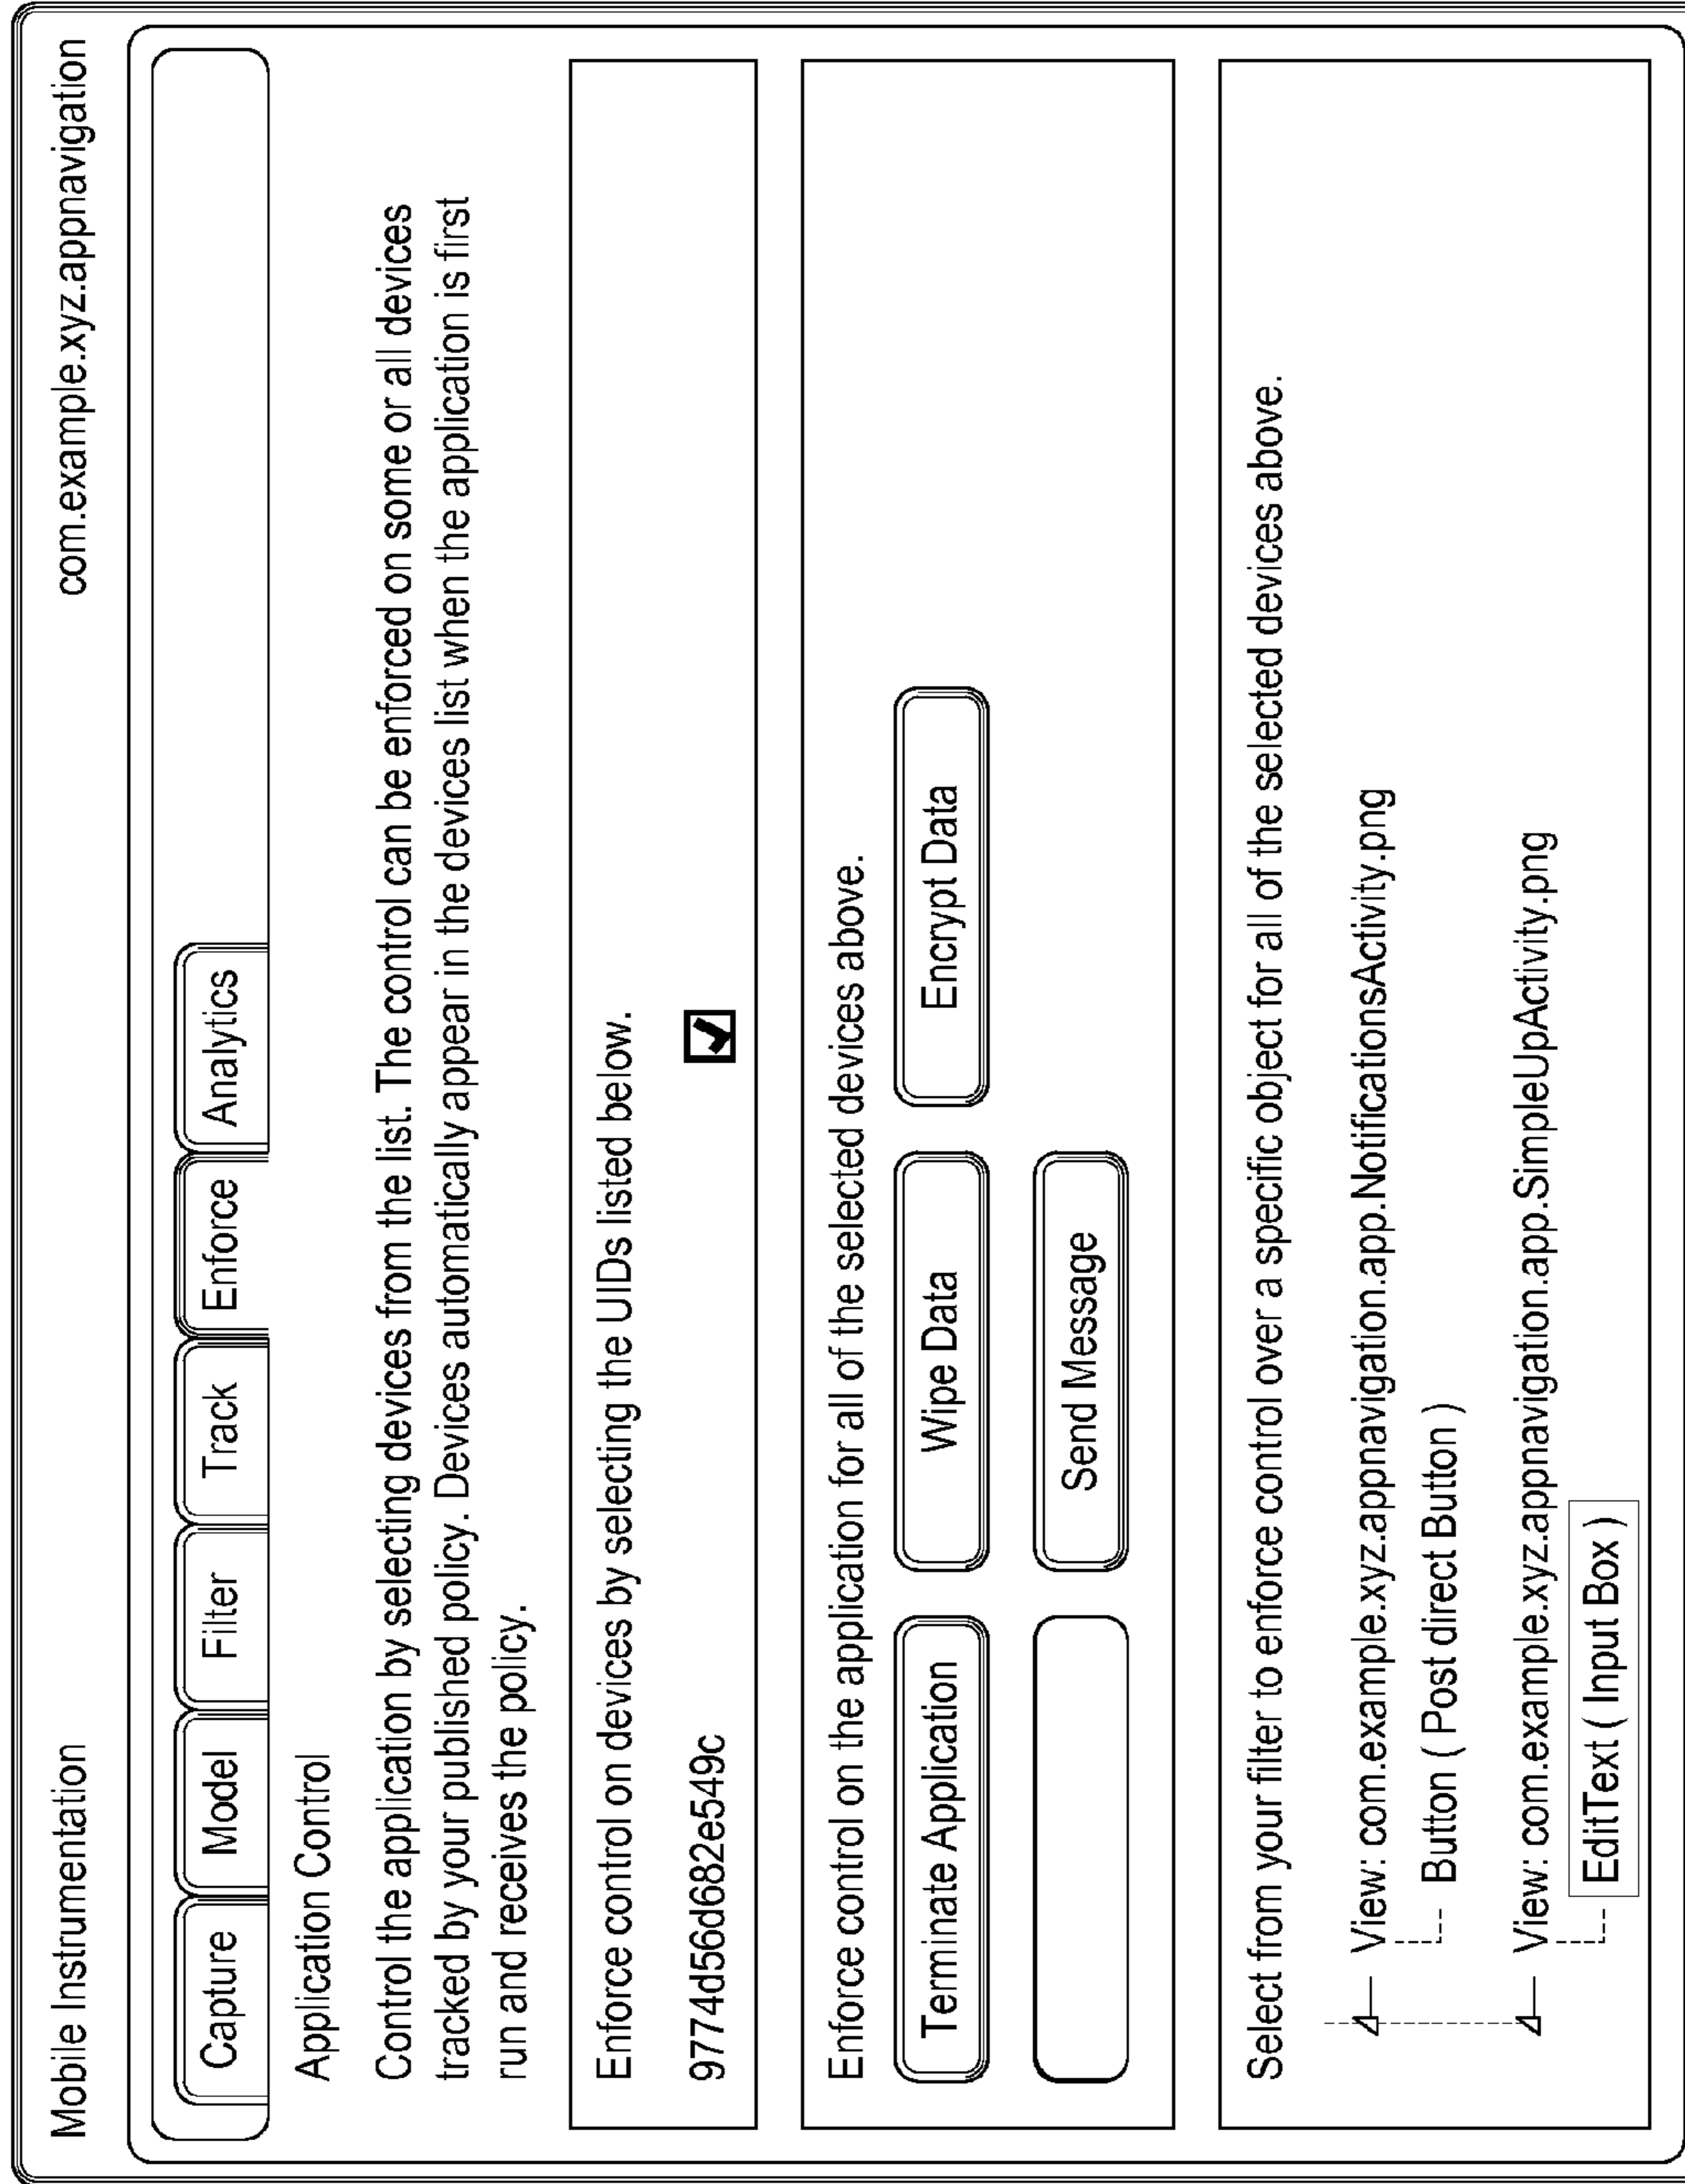 Mobile Instrumentation
com.example.xyz.appnavigation
Capture
Model
Filter
Track
Enforce
Analytics
Application Control
Control the application by selecting devices from the list. The control can be enforced on some or all devices
tracked by your published policy. Devices automatically appear in the devices list when the application is first
run and receives the policy.
Enforce control on devices by selecting the UIDs listed below.
9774d56d682e549c
Enforce control on the application for all of the selected devices above.
Terminate Application
Wipe Data
Encrypt Data
Send Message
Select from your filter to enforce control over a specific object for all of the selected devices above.
View: com.example.xyz.appnavigation.app.NotificationsActivity.png
Button ( Post direct Button )
View: com.example.xyz.appnavigation.app.SimpleUpActivity.png
EditText ( Input Box )